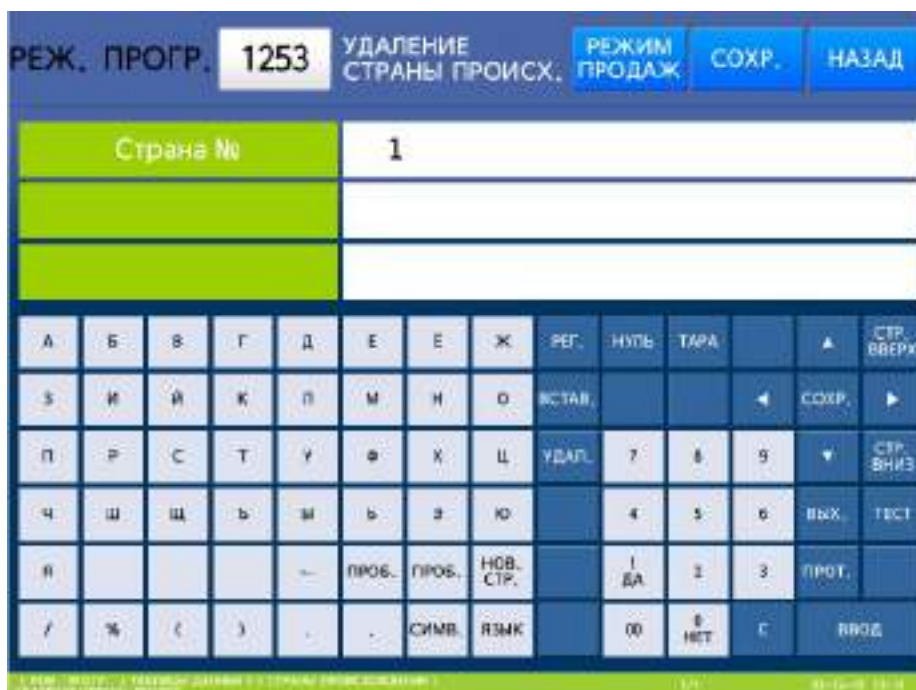 РЕЖ. ПРОГР. 1253 УДАЛЕНИЕ СТРАНЫ ПРОИСХ. РЕЖИМ ПРОДАЖ СОХР. НАЗАД
Страна № 1
А Б В Г Д Е Ё Ж РЕГ. НУЛЬ ТАРА ▲ СТР. ВВЕРХ
З И Й К Л М Н О ВСТАВ. ◀ СОХР. ▶
П Р С Т У Ф Х Ц УДАЛ. 7 8 9 ▼ СТР. ВНИЗ
Ч Ш Щ Ъ Ы Ь Э Ю 4 5 6 ВЫХ. ТЕСТ
Я ПРОБ. ПРОБ. НОВ. СТР. 1 ДА 2 3 ПРОТ.
/ % ( ) СИМВ. ЯЗЫК 00 0 НЕТ C ВВОД